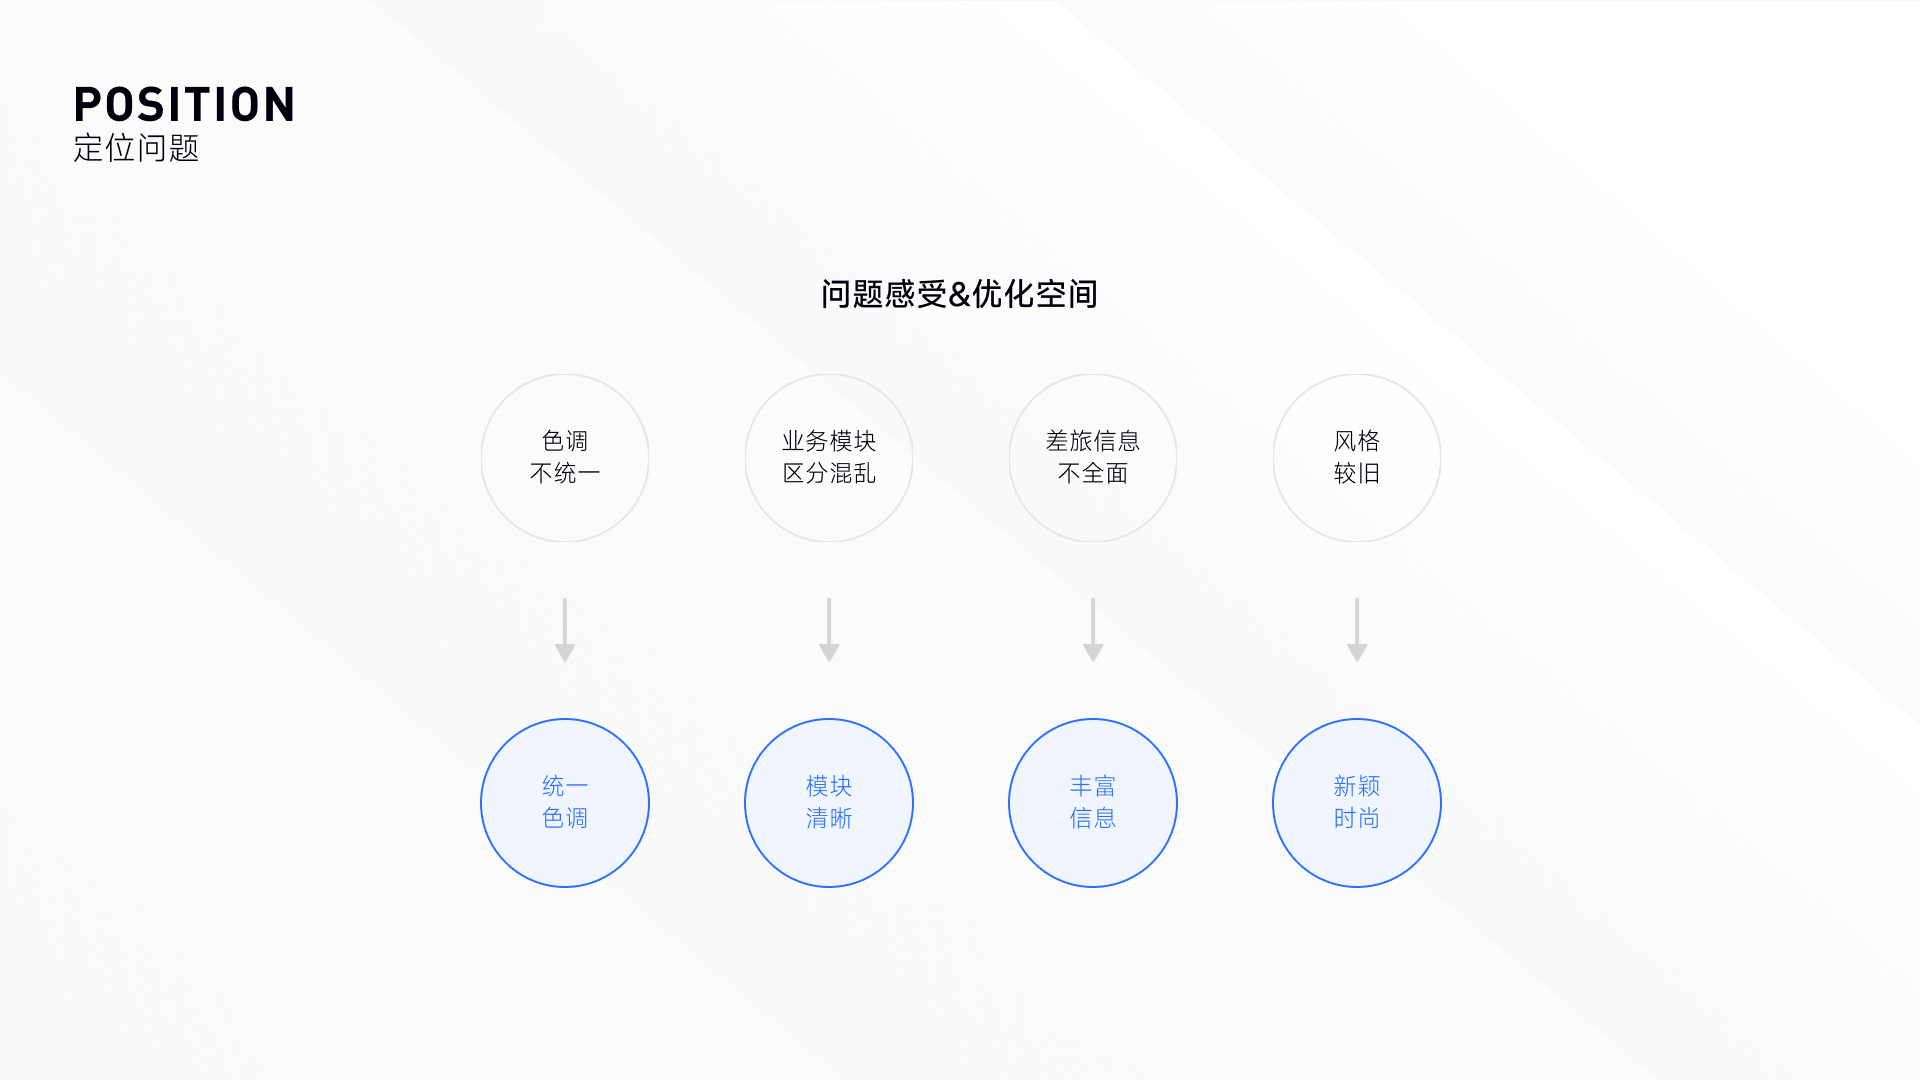 POSITION
定位问题
问题感受&优化空间
色调
不统一
业务模块
区分混乱
差旅信息
不全面
风格
较旧
统一
色调
模块
清晰
丰富
信息
新颖
时尚